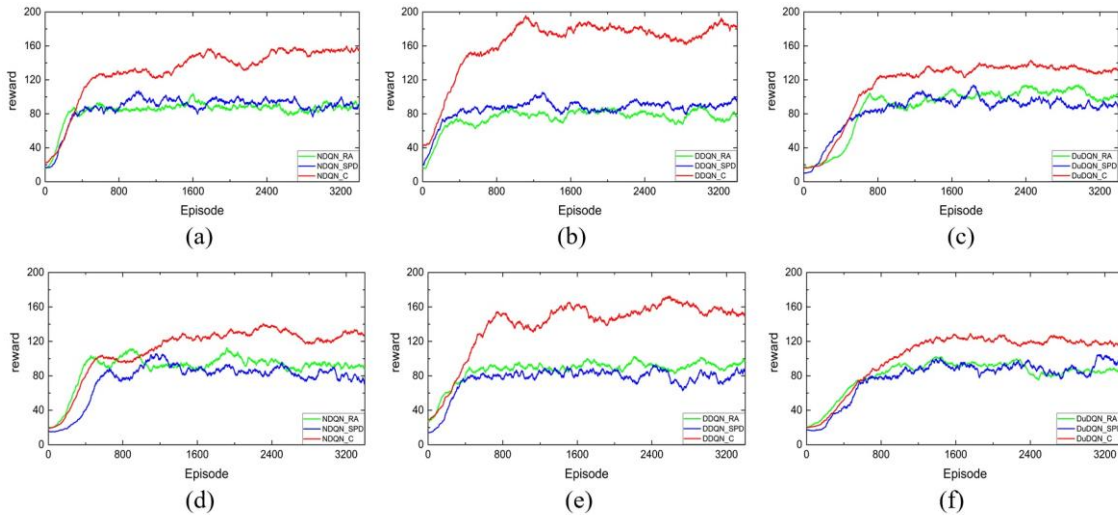 200
160
120
80
40
0
reward
NDQN_RA
NDQN_SPD
NDQN_C
0 800 1600 2400 3200
Episode
(a)
200
160
120
80
40
0
reward
DDQN_RA
DDQN_SPD
DDQN_C
0 800 1600 2400 3200
Episode
(b)
200
160
120
80
40
0
reward
DuDQN_RA
DuDQN_SPD
DuDQN_C
0 800 1600 2400 3200
Episode
(c)
200
160
120
80
40
0
reward
NDQN_RA
NDQN_SPD
NDQN_C
0 400 800 1200 1600 2000 2400 2800 3200
Episode
(d)
200
160
120
80
40
0
reward
DDQN_RA
DDQN_SPD
DDQN_C
0 800 1600 2400 3200
Episode
(e)
200
160
120
80
40
0
reward
DuDQN_RA
DuDQN_SPD
DuDQN_C
0 800 1600 2400 3200
Episode
(f)